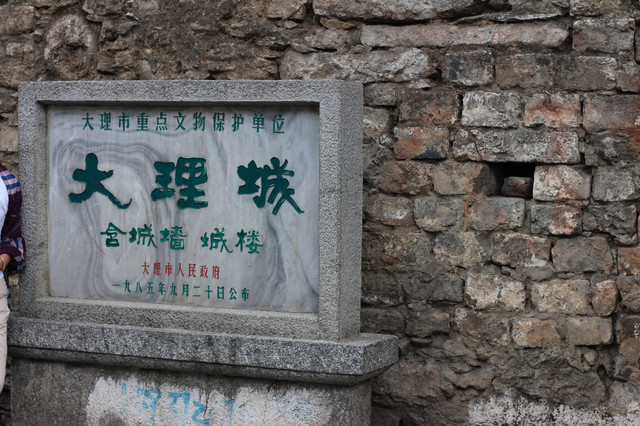 大理市重点文物保护单位
大理城
含城墙 城楼
大理市人民政府
一九八五年九月二十日公布